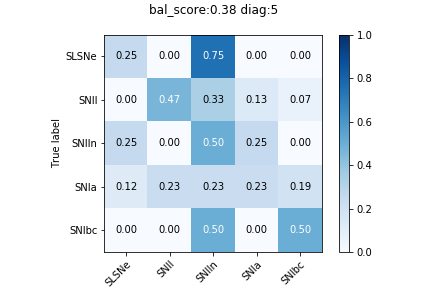 bal_score:0.38 diag:5
True label
SLSNe 0.25 0.00 0.75 0.00 0.00
SNII 0.00 0.47 0.33 0.13 0.07
SNIIn 0.25 0.00 0.50 0.25 0.00
SNIa 0.12 0.23 0.23 0.23 0.19
SNIbc 0.00 0.00 0.50 0.00 0.50
SLSNe SNII SNIIn SNIa SNIbc
1.0
0.8
0.6
0.4
0.2
0.0